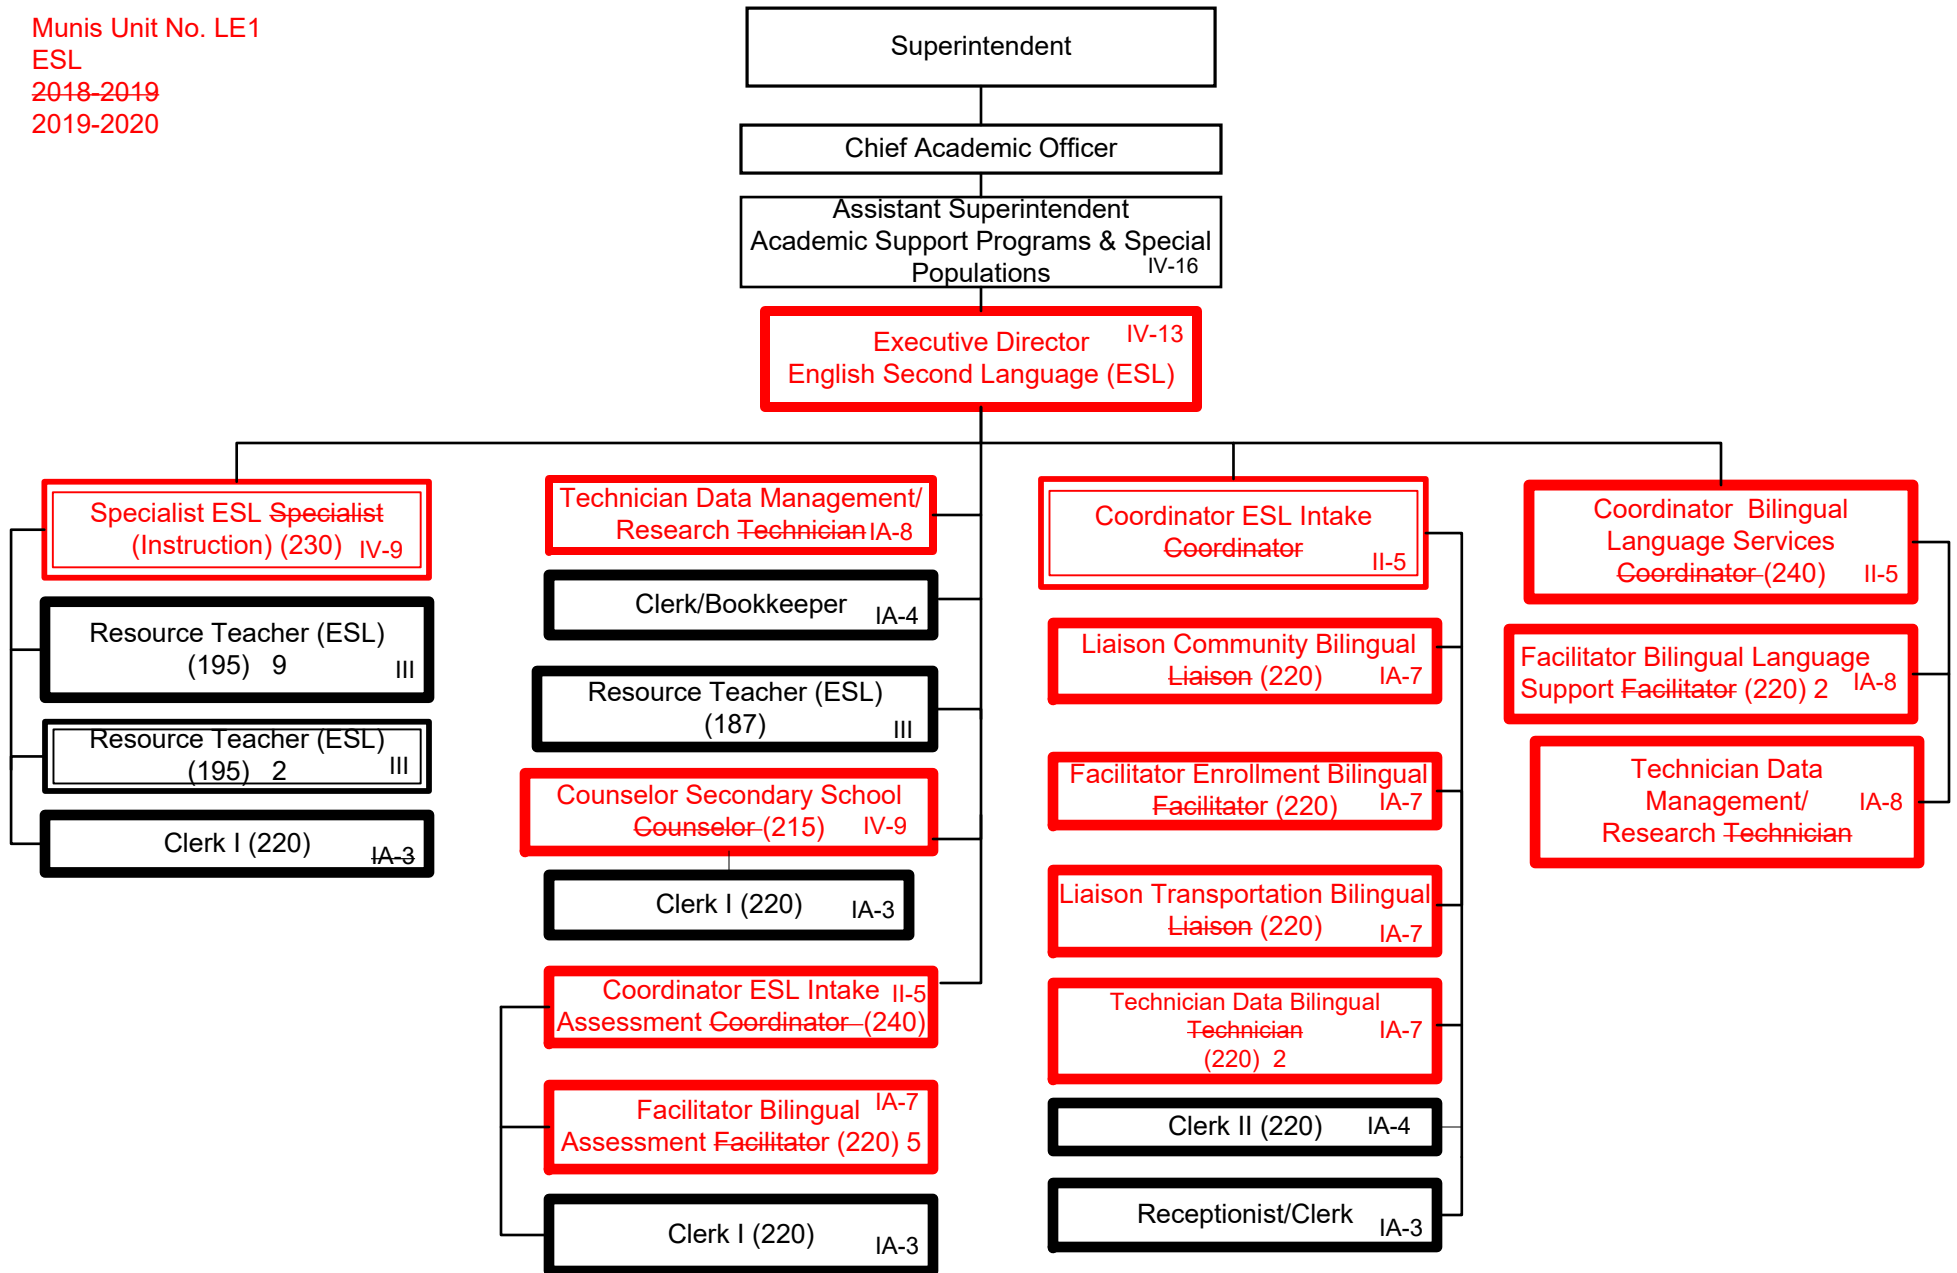 Munis Unit No. LE1
ESL
2018-2019
2019-2020
Superintendent
Chief Academic Officer
Assistant Superintendent
Academic Support Programs & Special
Populations IV-16
Executive Director IV-13
English Second Language (ESL)
Specialist ESL Specialist
(Instruction) (230) IV-9
Resource Teacher (ESL)
(195) 9 III
Resource Teacher (ESL)
(195) 2 III
Clerk I (220) IA-3
Technician Data Management/
Research Technician IA-8
Clerk/Bookkeeper IA-4
Resource Teacher (ESL)
(187) III
Counselor Secondary School
Counselor (215) IV-9
Clerk I (220) IA-3
Coordinator ESL Intake II-5
Assessment Coordinator (240)
Facilitator Bilingual IA-7
Assessment Facilitator (220) 5
Clerk I (220) IA-3
Coordinator ESL Intake
Coordinator
II-5
Liaison Community Bilingual
Liaison (220) IA-7
Facilitator Enrollment Bilingual
Facilitator (220) IA-7
Liaison Transportation Bilingual
Liaison (220) IA-7
Technician Data Bilingual
Technician IA-7
(220) 2
Clerk II (220) IA-4
Receptionist/Clerk IA-3
Coordinator Bilingual
Language Services
Coordinator (240) II-5
Facilitator Bilingual Language
Support Facilitator (220) 2 IA-8
Technician Data
Management/ IA-8
Research Technician